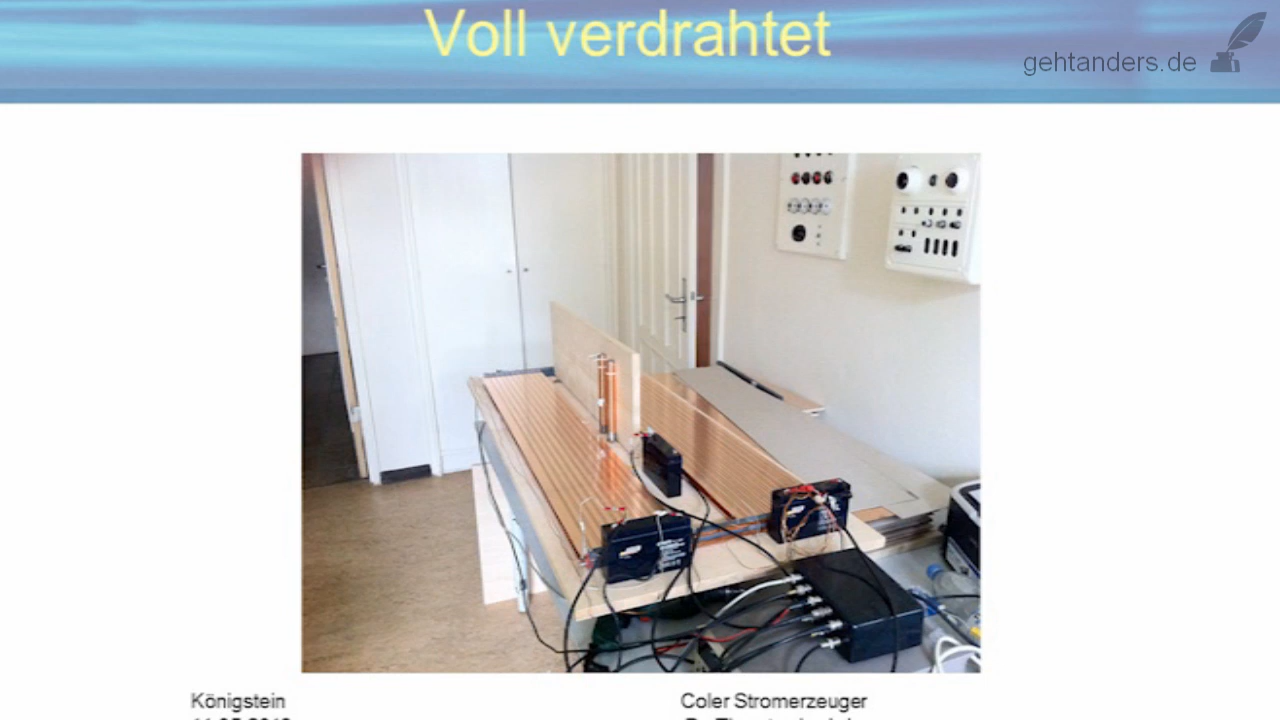 Voll verdrahtet
gehtanders.de
Königstein
Coler Stromerzeuger